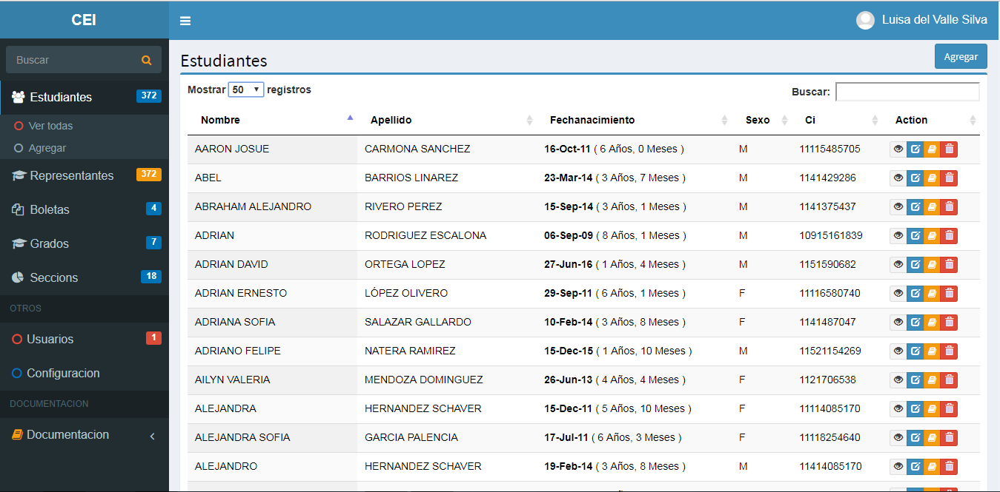 CEI
Luisa del Valle Silva
Buscar
Estudiantes 372
Ver todas
Agregar
Representantes 372
Boletas 4
Grados 7
Seccions 18
OTROS
Usuarios 1
Configuracion
DOCUMENTACION
Documentacion
Estudiantes
Agregar
Mostrar 50 registros
Buscar:
Nombre Apellido Fechanacimiento Sexo Ci Action
AARON JOSUE CARMONA SANCHEZ 16-Oct-11 ( 6 Años, 0 Meses ) M 11115485705
ABEL BARRIOS LINAREZ 23-Mar-14 ( 3 Años, 7 Meses ) M 1141429286
ABRAHAM ALEJANDRO RIVERO PEREZ 15-Sep-14 ( 3 Años, 1 Meses ) M 1141375437
ADRIAN RODRIGUEZ ESCALONA 06-Sep-09 ( 8 Años, 1 Meses ) M 10915161839
ADRIAN DAVID ORTEGA LOPEZ 27-Jun-16 ( 1 Años, 4 Meses ) M 1151590682
ADRIAN ERNESTO LÓPEZ OLIVERO 29-Sep-11 ( 6 Años, 1 Meses ) F 11116580740
ADRIANA SOFIA SALAZAR GALLARDO 10-Feb-14 ( 3 Años, 8 Meses ) F 1141487047
ADRIANO FELIPE NATERA RAMIREZ 15-Dec-15 ( 1 Años, 10 Meses ) M 11521154269
AILYN VALERIA MENDOZA DOMINGUEZ 26-Jun-13 ( 4 Años, 4 Meses ) F 1121706538
ALEJANDRA HERNANDEZ SCHAVER 15-Dec-11 ( 5 Años, 10 Meses ) F 11114085170
ALEJANDRA SOFIA GARCIA PALENCIA 17-Jul-11 ( 6 Años, 3 Meses ) F 11118254640
ALEJANDRO HERNANDEZ SCHAVER 19-Feb-14 ( 3 Años, 8 Meses ) M 11414085170